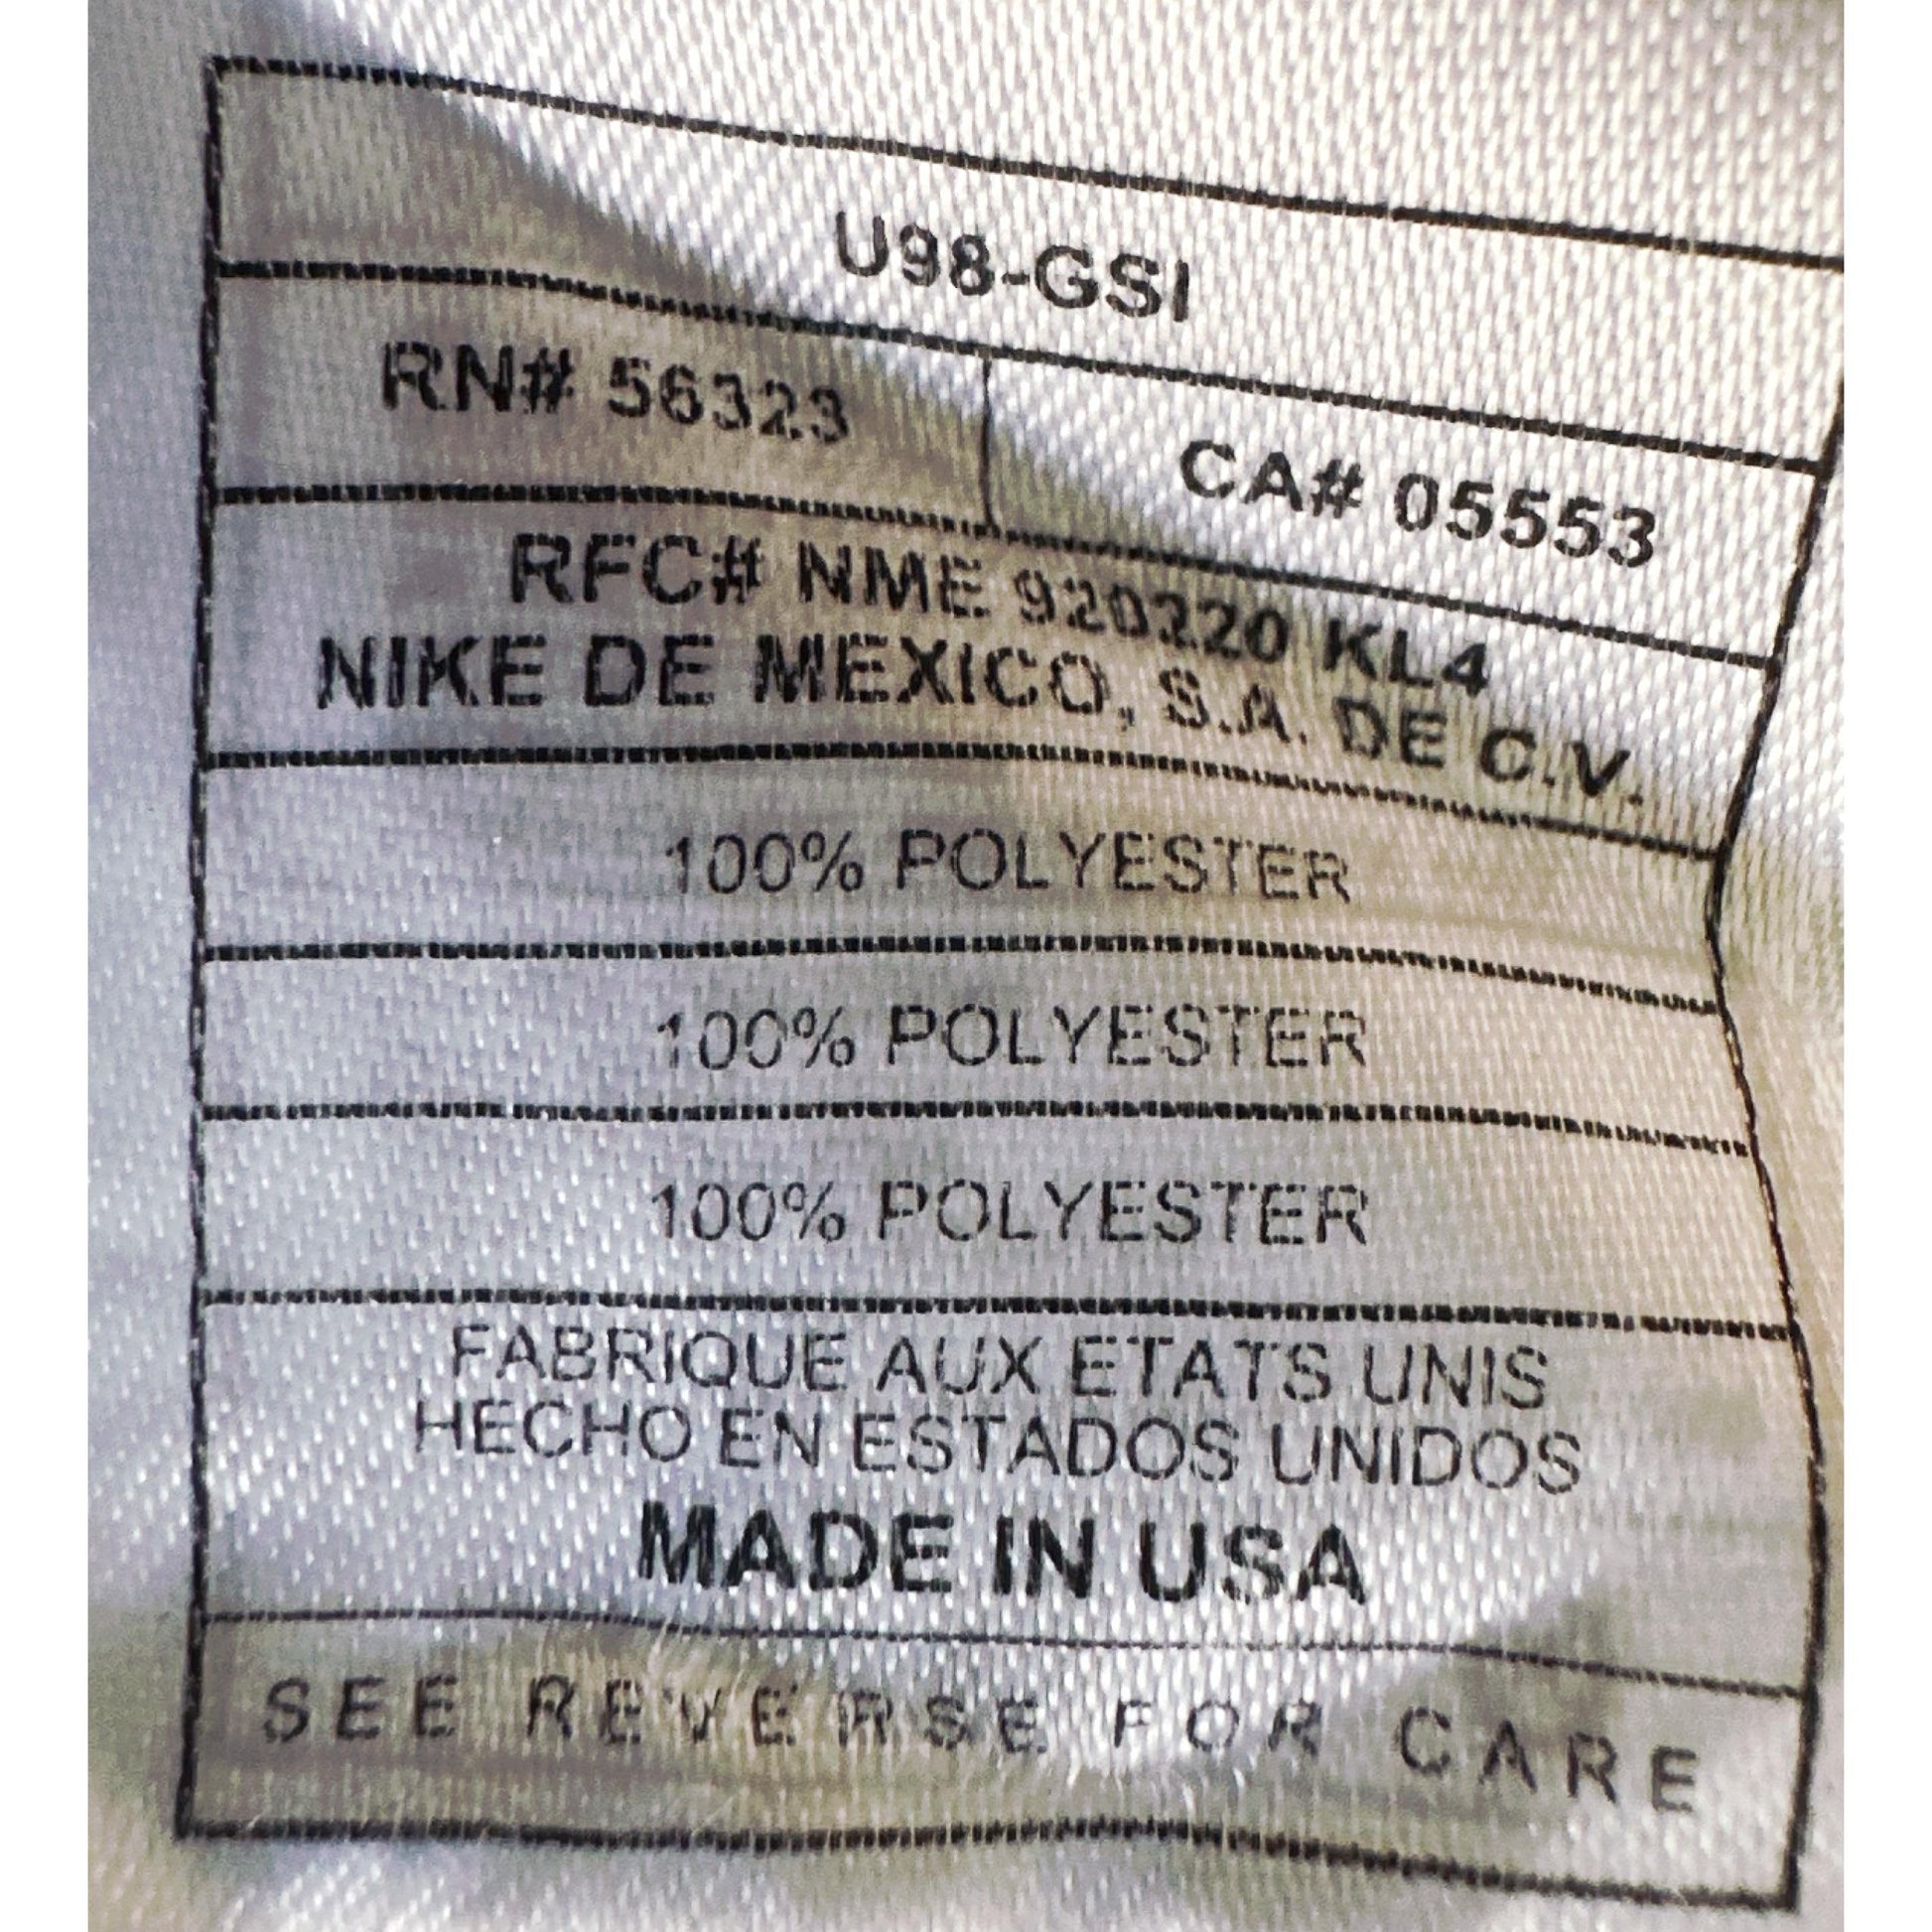 U98-GSI
RN# 56323
CA# 05553
RFC# NME 920220 KL4
NIKE DE MEXICO, S.A. DE C.V.
100% POLYESTER
100% POLYESTER
100% POLYESTER
FABRIQUE AUX ETATS UNIS
HECHO EN ESTADOS UNIDOS
MADE IN USA
SEE REVERSE FOR CARE